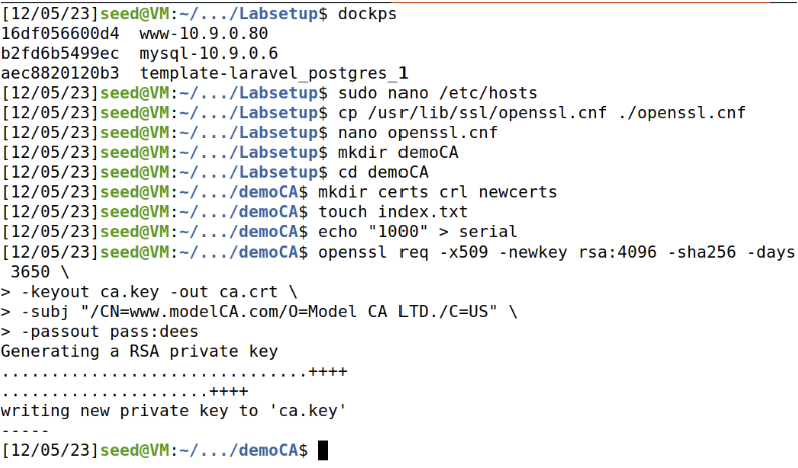 [12/05/23]seed@VM:~/.../Labsetup$ dockps
16df056600d4  www-10.9.0.80
b2fd6b5499ec  mysql-10.9.0.6
aec8820120b3  template-laravel_postgres_1
[12/05/23]seed@VM:~/.../Labsetup$ sudo nano /etc/hosts
[12/05/23]seed@VM:~/.../Labsetup$ cp /usr/lib/ssl/openssl.cnf ./openssl.cnf
[12/05/23]seed@VM:~/.../Labsetup$ nano openssl.cnf
[12/05/23]seed@VM:~/.../Labsetup$ mkdir demoCA
[12/05/23]seed@VM:~/.../Labsetup$ cd demoCA
[12/05/23]seed@VM:~/.../demoCA$ mkdir certs crl newcerts
[12/05/23]seed@VM:~/.../demoCA$ touch index.txt
[12/05/23]seed@VM:~/.../demoCA$ echo "1000" > serial
[12/05/23]seed@VM:~/.../demoCA$ openssl req -x509 -newkey rsa:4096 -sha256 -days
 3650 \
> -keyout ca.key -out ca.crt \
> -subj "/CN=www.modelCA.com/O=Model CA LTD./C=US" \
> -passout pass:dees
Generating a RSA private key
...............................++++
.....................++++
writing new private key to 'ca.key'
-----
[12/05/23]seed@VM:~/.../demoCA$